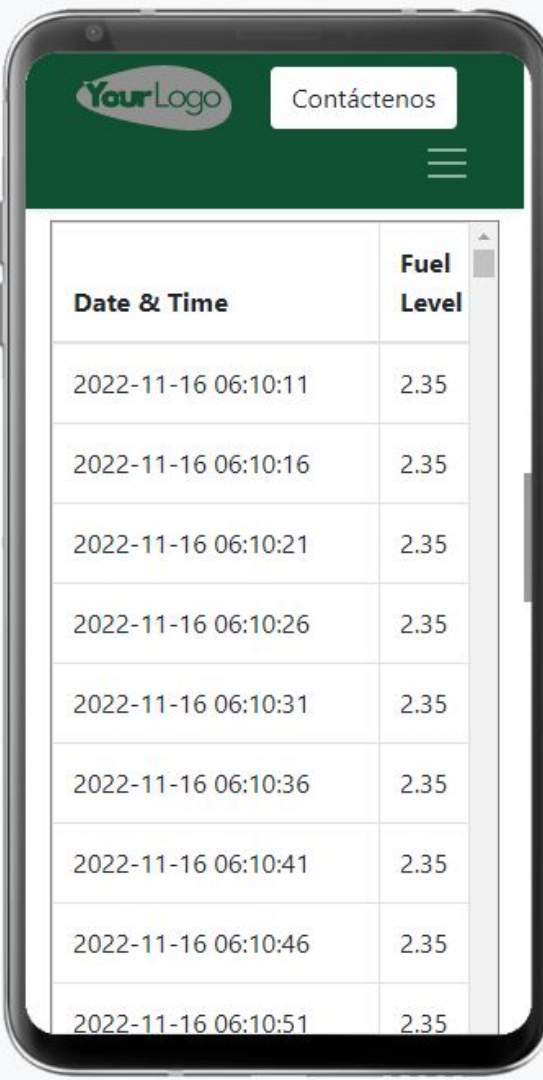 YourLogo
Contáctenos
Date & Time Fuel Level
2022-11-16 06:10:11 2.35
2022-11-16 06:10:16 2.35
2022-11-16 06:10:21 2.35
2022-11-16 06:10:26 2.35
2022-11-16 06:10:31 2.35
2022-11-16 06:10:36 2.35
2022-11-16 06:10:41 2.35
2022-11-16 06:10:46 2.35
2022-11-16 06:10:51 2.35